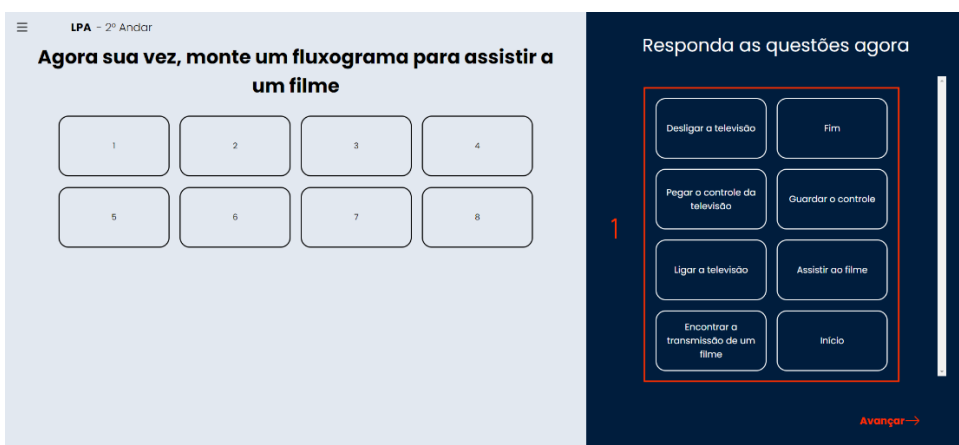 LPA - 2º Andar
Agora sua vez, monte um fluxograma para assistir a
um filme
1
2
3
4
5
6
7
8
Responda as questões agora
1
Desligar a televisão
Fim
Pegar o controle da
televisão
Guardar o controle
Ligar a televisão
Assistir ao filme
Encontrar a
transmissão de um
filme
Início
Avançar